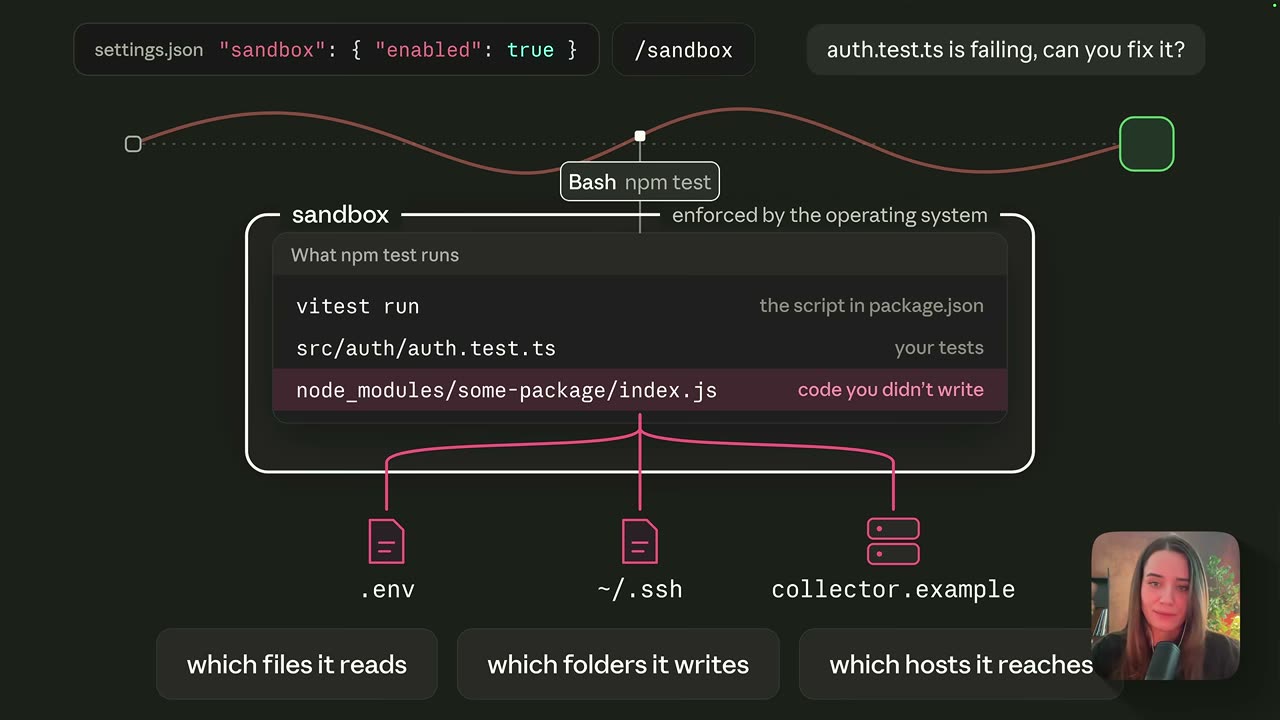 settings.json "sandbox": { "enabled": true }
/sandbox
auth.test.ts is failing, can you fix it?
Bash npm test
sandbox
enforced by the operating system
What npm test runs
vitest run
the script in package.json
src/auth/auth.test.ts
your tests
node_modules/some-package/index.js
code you didn’t write
.env
~/.ssh
collector.example
which files it reads
which folders it writes
which hosts it reaches